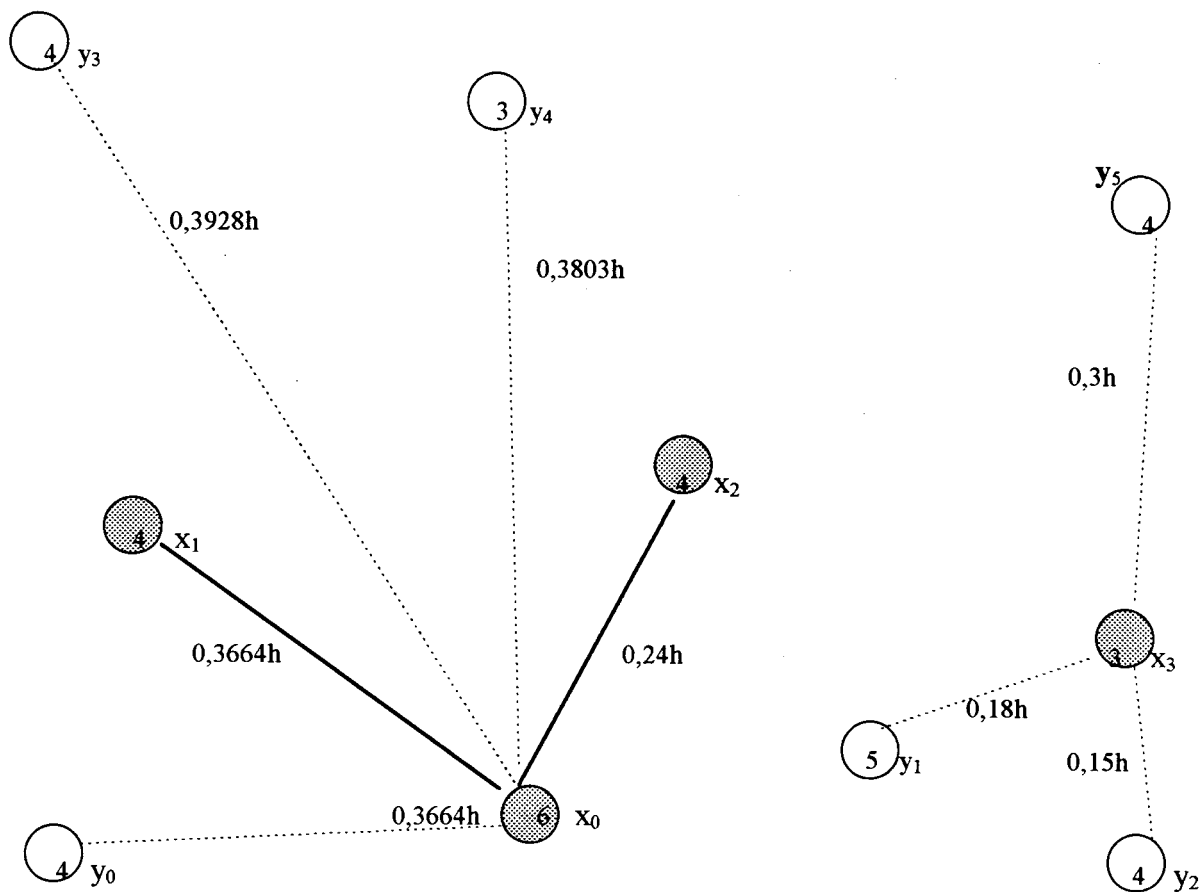 4 y₃
3 y₄
y₅
4
0,3928h
0,3803h
0,3h
4 x₂
4 x₁
0,3664h
0,24h
3 x₃
0,18h
5 y₁
0,15h
0,3664h
6 x₀
4 y₀
4 y₂